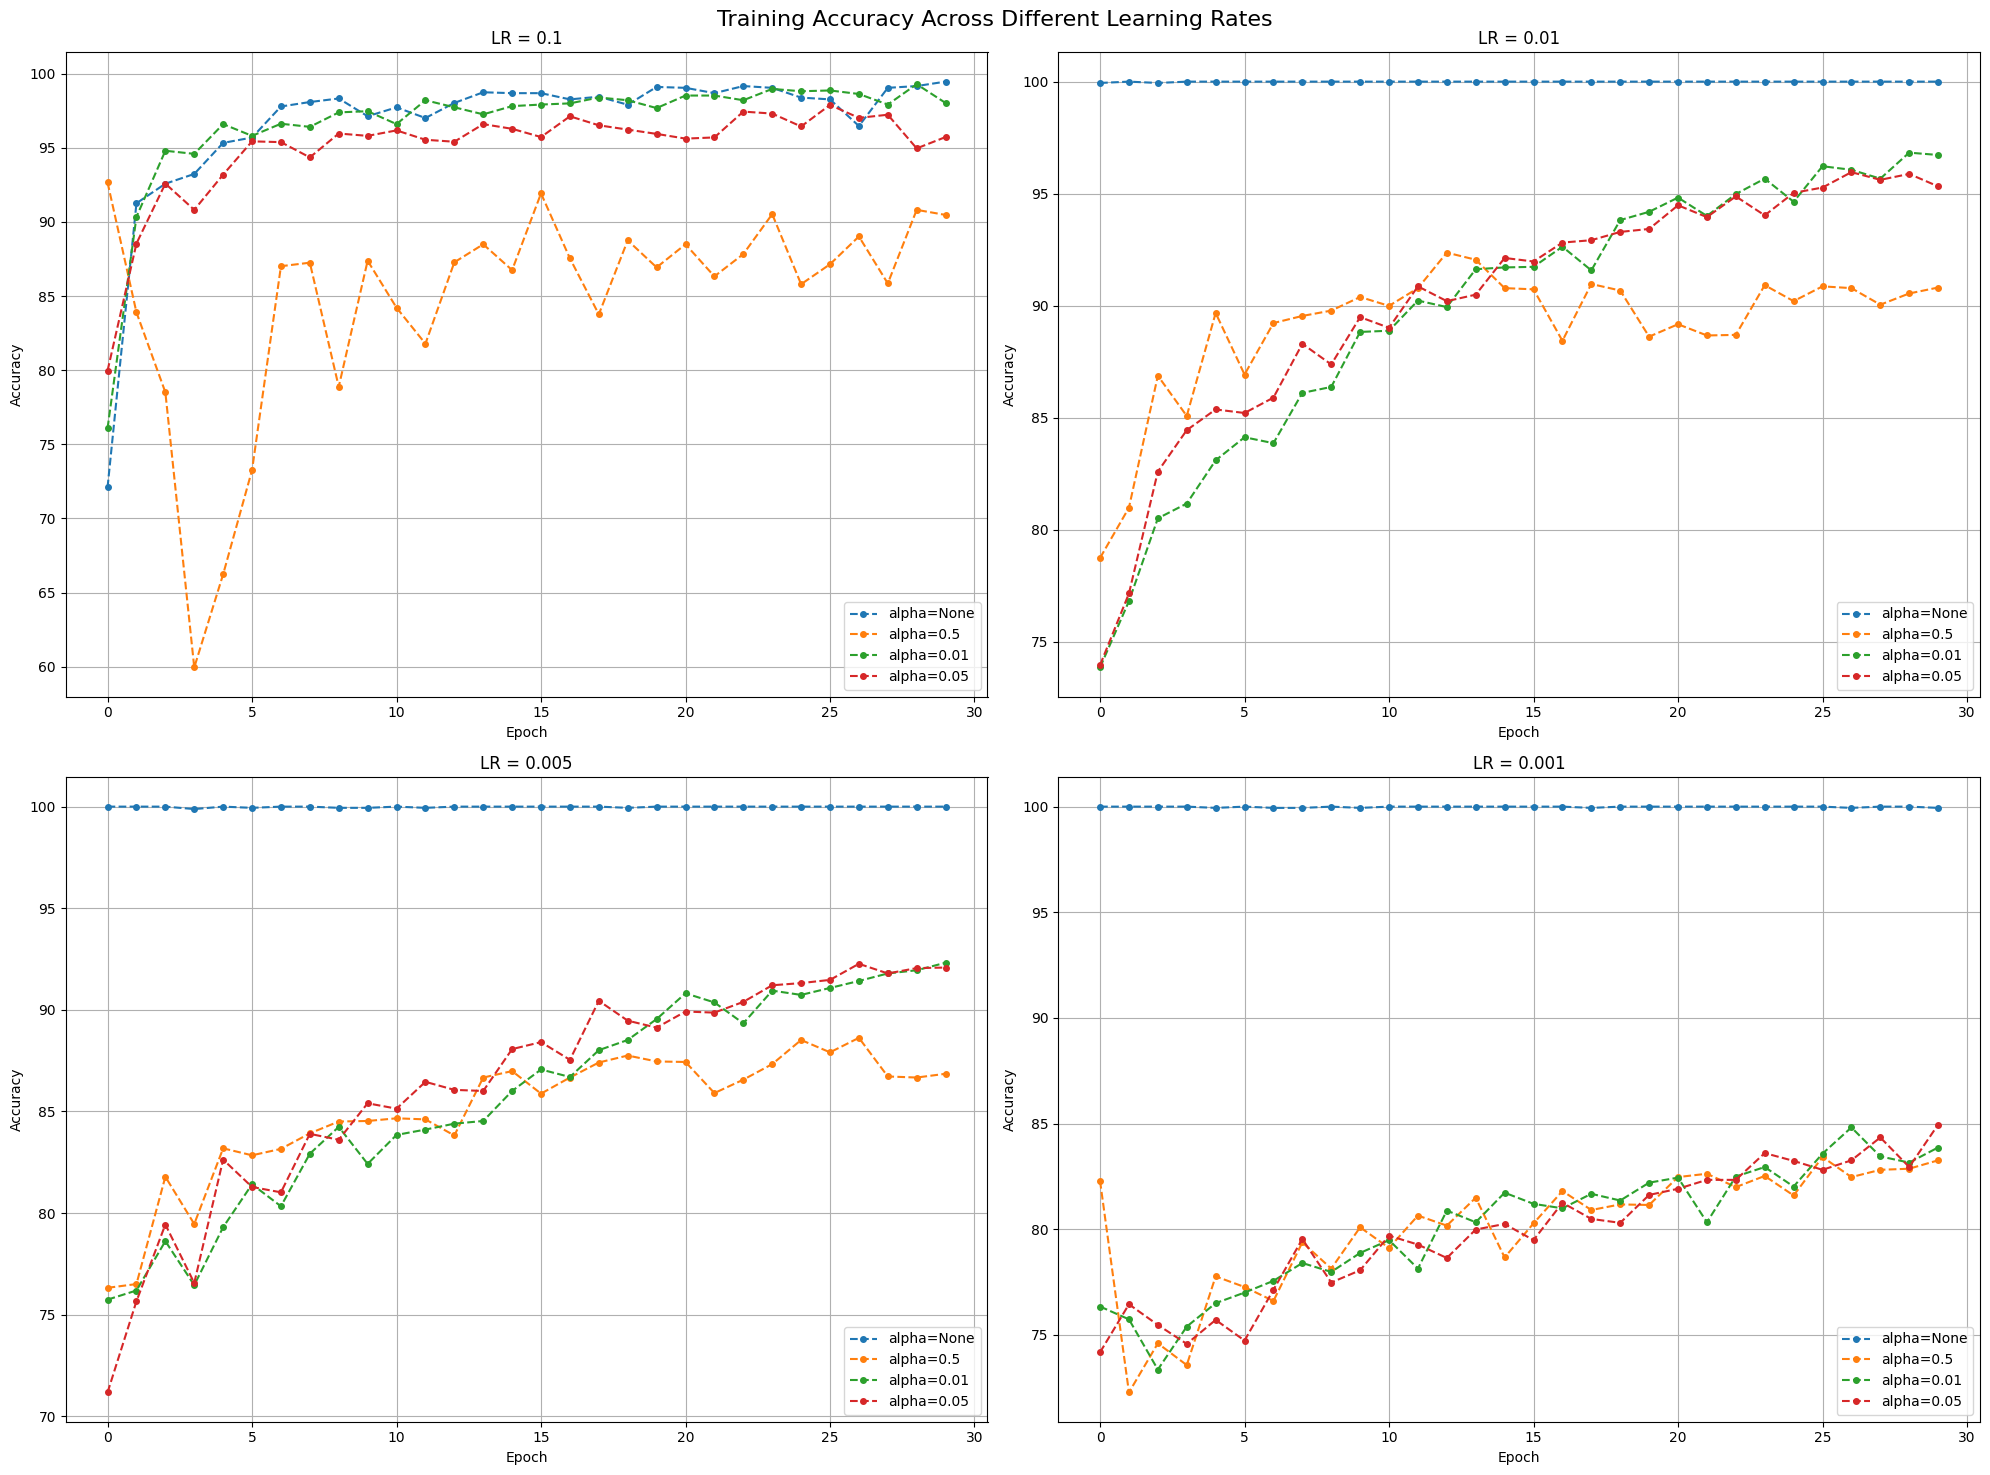 Training Accuracy Across Different Learning Rates
LR = 0.1
100
95
90
85
80
75
70
65
60
Accuracy
0 5 10 15 20 25 30
Epoch
alpha=None
alpha=0.5
alpha=0.01
alpha=0.05
LR = 0.01
100
95
90
85
80
75
Accuracy
0 5 10 15 20 25 30
Epoch
alpha=None
alpha=0.5
alpha=0.01
alpha=0.05
LR = 0.005
100
95
90
85
80
75
70
Accuracy
0 5 10 15 20 25 30
Epoch
alpha=None
alpha=0.5
alpha=0.01
alpha=0.05
LR = 0.001
100
95
90
85
80
75
Accuracy
0 5 10 15 20 25 30
Epoch
alpha=None
alpha=0.5
alpha=0.01
alpha=0.05